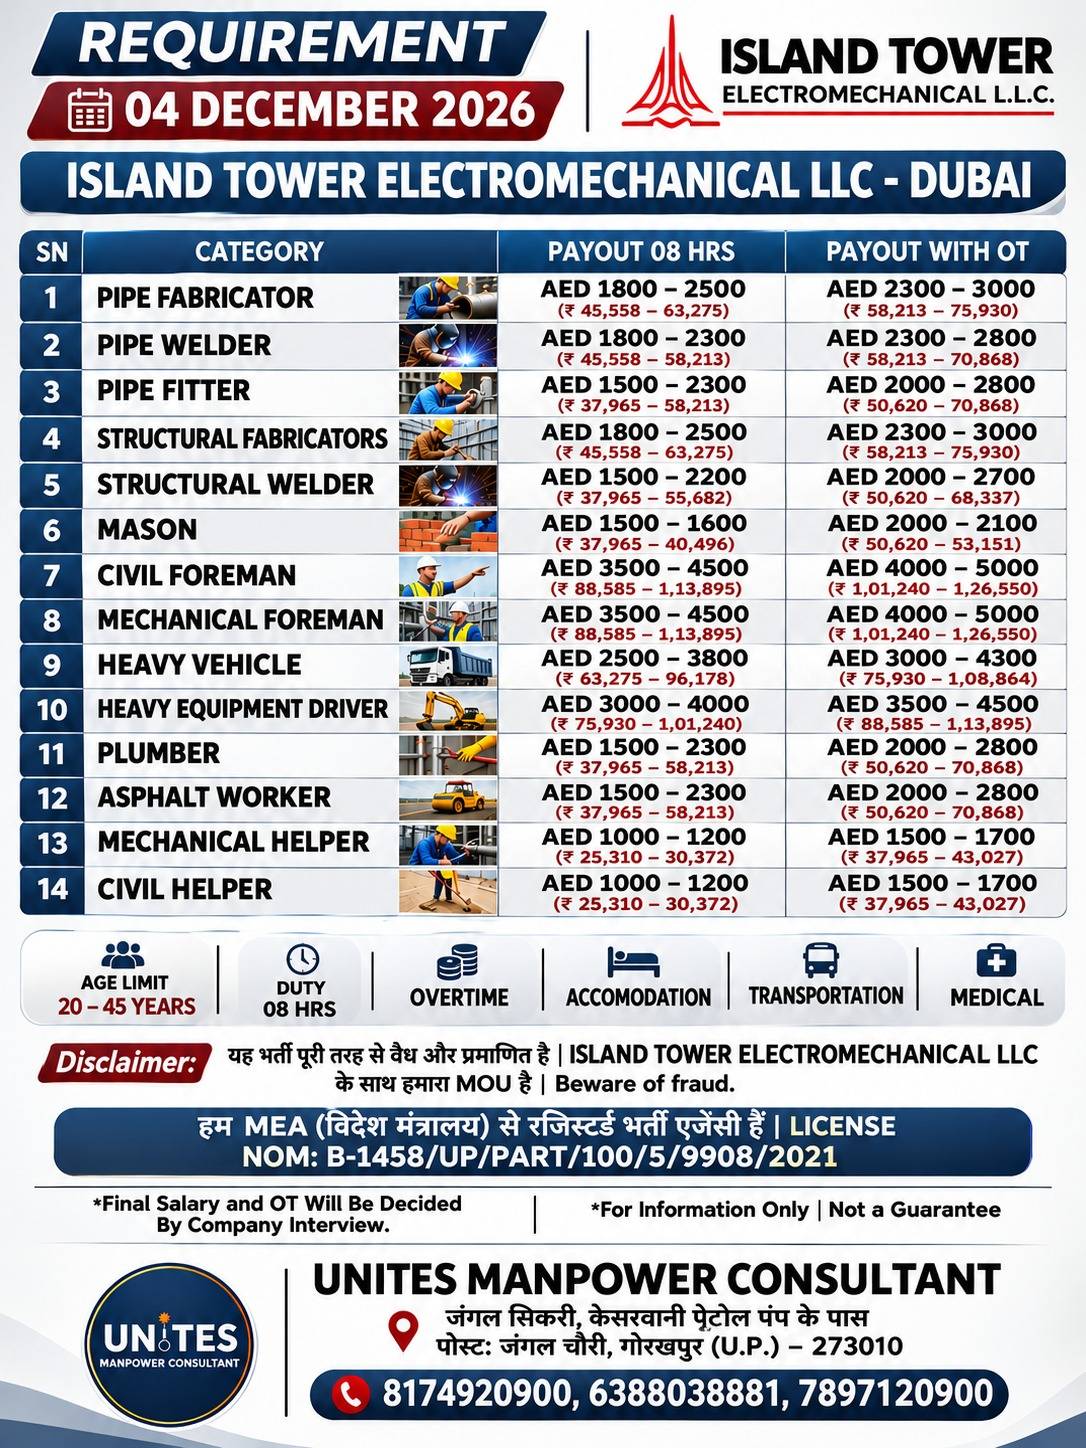 REQUIREMENT
04 DECEMBER 2026
ISLAND TOWER
ELECTROMECHANICAL L.L.C.
ISLAND TOWER ELECTROMECHANICAL LLC - DUBAI
SN CATEGORY PAYOUT 08 HRS PAYOUT WITH OT
1 PIPE FABRICATOR AED 1800 – 2500 AED 2300 – 3000
(₹ 45,558 – 63,275) (₹ 58,213 – 75,930)
2 PIPE WELDER AED 1800 – 2300 AED 2300 – 2800
(₹ 45,558 – 58,213) (₹ 58,213 – 70,868)
3 PIPE FITTER AED 1500 – 2300 AED 2000 – 2800
(₹ 37,965 – 58,213) (₹ 50,620 – 70,868)
4 STRUCTURAL FABRICATORS AED 1800 – 2500 AED 2300 – 3000
(₹ 45,558 – 63,275) (₹ 58,213 – 75,930)
5 STRUCTURAL WELDER AED 1500 – 2200 AED 2000 – 2700
(₹ 37,965 – 55,682) (₹ 50,620 – 68,337)
6 MASON AED 1500 – 1600 AED 2000 – 2100
(₹ 37,965 – 40,496) (₹ 50,620 – 53,151)
7 CIVIL FOREMAN AED 3500 – 4500 AED 4000 – 5000
(₹ 88,585 – 1,13,895) (₹ 1,01,240 – 1,26,550)
8 MECHANICAL FOREMAN AED 3500 – 4500 AED 4000 – 5000
(₹ 88,585 – 1,13,895) (₹ 1,01,240 – 1,26,550)
9 HEAVY VEHICLE AED 2500 – 3800 AED 3000 – 4300
(₹ 63,275 – 96,178) (₹ 75,930 – 1,08,864)
10 HEAVY EQUIPMENT DRIVER AED 3000 – 4000 AED 3500 – 4500
(₹ 75,930 – 1,01,240) (₹ 88,585 – 1,13,895)
11 PLUMBER AED 1500 – 2300 AED 2000 – 2800
(₹ 37,965 – 58,213) (₹ 50,620 – 70,868)
12 ASPHALT WORKER AED 1500 – 2300 AED 2000 – 2800
(₹ 37,965 – 58,213) (₹ 50,620 – 70,868)
13 MECHANICAL HELPER AED 1000 – 1200 AED 1500 – 1700
(₹ 25,310 – 30,372) (₹ 37,965 – 43,027)
14 CIVIL HELPER AED 1000 – 1200 AED 1500 – 1700
(₹ 25,310 – 30,372) (₹ 37,965 – 43,027)
AGE LIMIT
20 – 45 YEARS
DUTY
08 HRS
OVERTIME
ACCOMODATION
TRANSPORTATION
MEDICAL
Disclaimer: यह भर्ती पूरी तरह से वैध और प्रमाणित है | ISLAND TOWER ELECTROMECHANICAL LLC
के साथ हमारा MOU है | Beware of fraud.
हम MEA (विदेश मंत्रालय) से रजिस्टर्ड भर्ती एजेंसी हैं | LICENSE
NOM: B-1458/UP/PART/100/5/9908/2021
*Final Salary and OT Will Be Decided
By Company Interview.
*For Information Only | Not a Guarantee
UNITES
MANPOWER CONSULTANT
UNITES MANPOWER CONSULTANT
जंगल सिकरी, केसरवानी पेट्रोल पंप के पास
पोस्ट: जंगल चौरी, गोरखपुर (U.P.) – 273010
8174920900, 6388038881, 7897120900